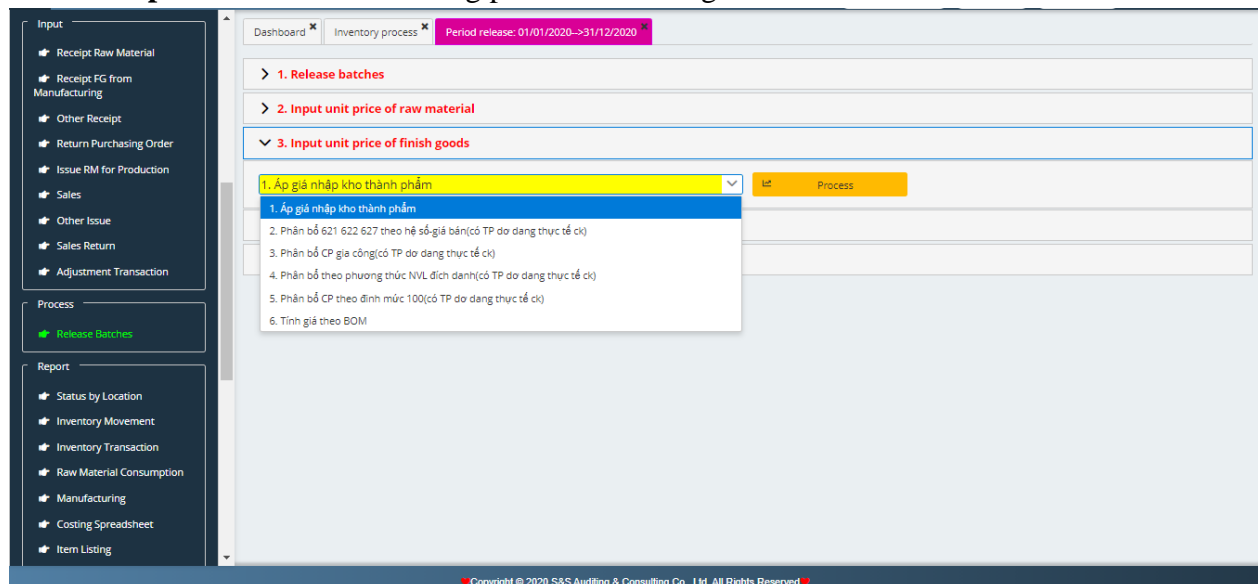 Input
Receipt Raw Material
Receipt FG from
Manufacturing
Other Receipt
Return Purchasing Order
Issue RM for Production
Sales
Other Issue
Sales Return
Adjustment Transaction
Process
Release Batches
Report
Status by Location
Inventory Movement
Inventory Transaction
Raw Material Consumption
Manufacturing
Costing Spreadsheet
Item Listing
Dashboard ✖ Inventory process ✖ Period release: 01/01/2020-->31/12/2020 ✖
1. Release batches
2. Input unit price of raw material
3. Input unit price of finish goods
1. Áp giá nhập kho thành phẩm
Process
1. Áp giá nhập kho thành phẩm
2. Phân bổ 621 622 627 theo hệ số-giá bán(có TP dơ dang thực tế ck)
3. Phân bổ CP gia công(có TP dơ dang thực tế ck)
4. Phân bổ theo phương thức NVL đích danh(có TP dơ dang thực tế ck)
5. Phân bổ CP theo đinh mức 100(có TP dơ dang thực tế ck)
6. Tính giá theo BOM
Copyright © 2020 S&S Auditing & Consulting Co., Ltd. All Rights Reserved